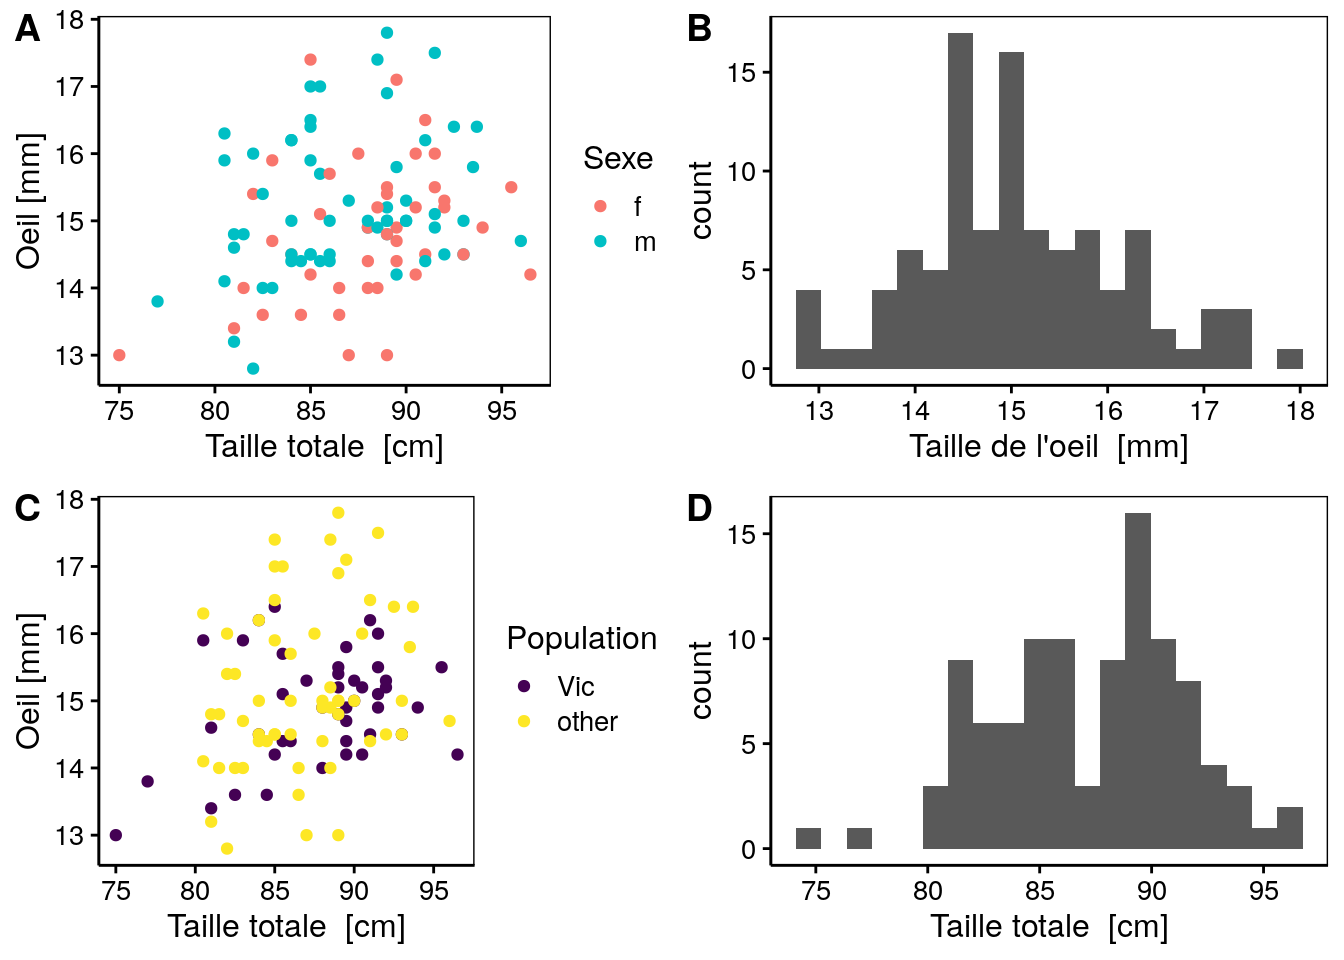 A
18
17
16
15
14
13
Oeil [mm]
75 80 85 90 95
Taille totale  [cm]
Sexe
f
m
B
15
10
5
0
count
13 14 15 16 17 18
Taille de l'oeil  [mm]
C
18
17
16
15
14
13
Oeil [mm]
75 80 85 90 95
Taille totale  [cm]
Population
Vic
other
D
15
10
5
0
count
75 80 85 90 95
Taille totale  [cm]